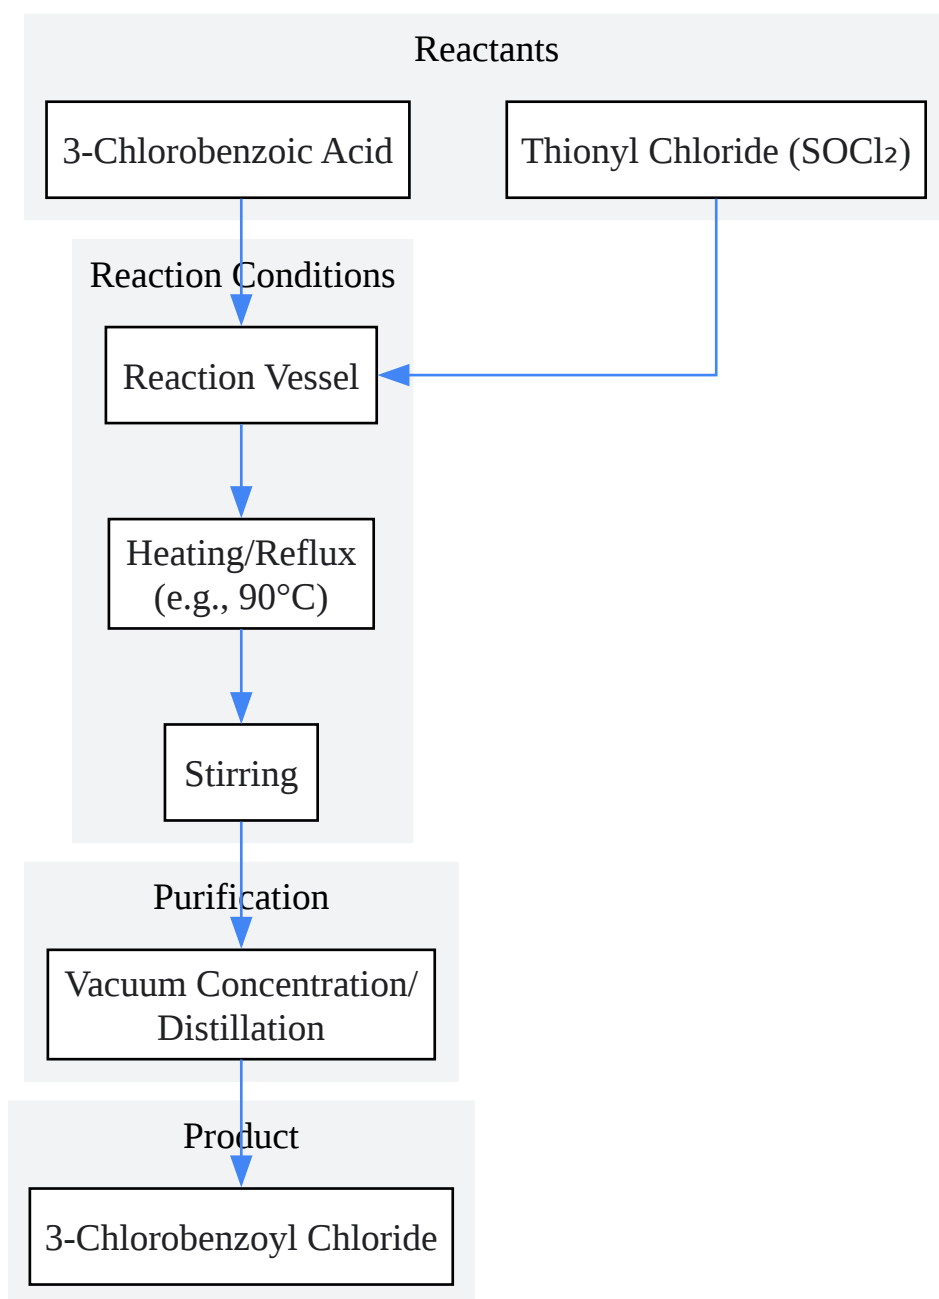 Reactants
3-Chlorobenzoic Acid
Thionyl Chloride (SOCl₂)
Reaction Conditions
Reaction Vessel
Heating/Reflux
(e.g., 90°C)
Stirring
Purification
Vacuum Concentration/
Distillation
Product
3-Chlorobenzoyl Chloride